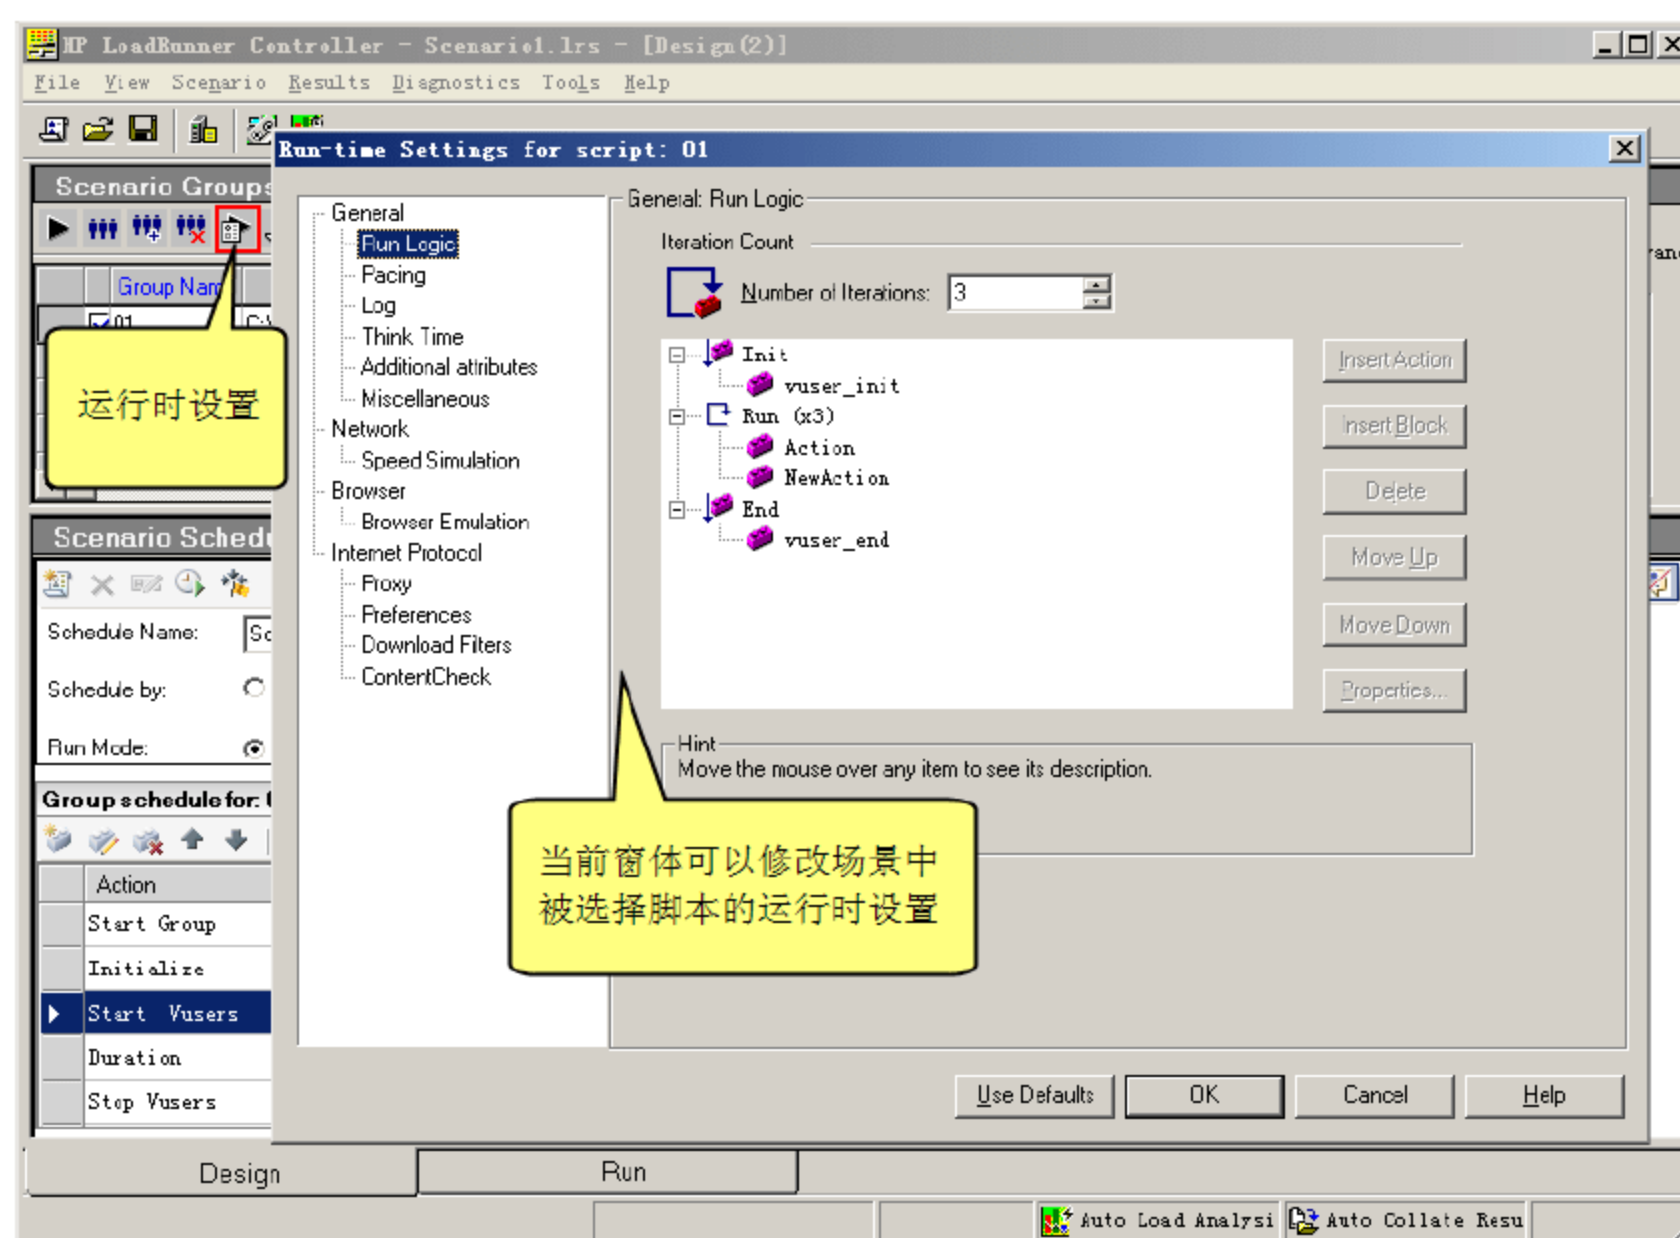 HP LoadRunner Controller - Scenario1.lrs - [Design(2)]
File View Scenario Results Diagnostics Tools Help
Run-time Settings for script: 01
Scenario Groups
Group Nam
01
运行时设置
General
Run Logic
Pacing
Log
Think Time
Additional attributes
Miscellaneous
Network
Speed Simulation
Browser
Browser Emulation
Internet Protocol
Proxy
Preferences
Download Filters
ContentCheck
General: Run Logic
Iteration Count
Number of Iterations: 3
Init
vuser_init
Run (x3)
Action
NewAction
End
vuser_end
Insert Action
Insert Block
Delete
Move Up
Move Down
Properties...
Hint
Move the mouse over any item to see its description.
当前窗体可以修改场景中
被选择脚本的运行时设置
Use Defaults OK Cancel Help
Scenario Schedu
Schedule Name: Sc
Schedule by:
Run Mode:
Group schedule for:
Action
Start Group
Initialize
Start Vusers
Duration
Stop Vusers
Design Run
Auto Load Analysi Auto Collate Resu